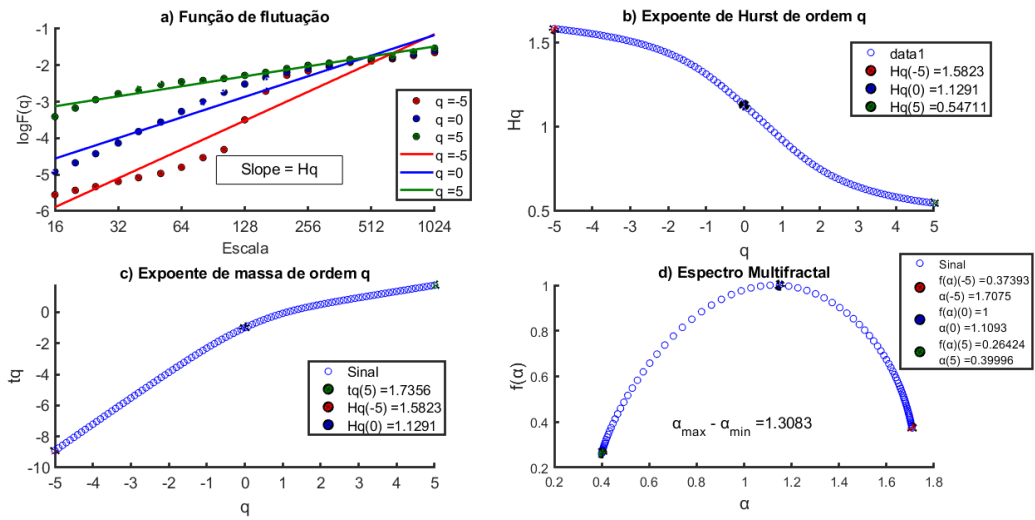 a) Função de flutuação
-1
-2
-3
-4
-5
-6
logF(q)
16
32
64
128
256
512
1024
Escala
Slope = Hq
q =-5
q =0
q =5
q =-5
q =0
q =5
b) Expoente de Hurst de ordem q
1.5
1
0.5
Hq
-5
-4
-3
-2
-1
0
1
2
3
4
5
q
data1
Hq(-5) =1.5823
Hq(0) =1.1291
Hq(5) =0.54711
c) Expoente de massa de ordem q
0
-2
-4
-6
-8
-10
tq
-5
-4
-3
-2
-1
0
1
2
3
4
5
q
Sinal
tq(5) =1.7356
Hq(-5) =1.5823
Hq(0) =1.1291
d) Espectro Multifractal
1
0.8
0.6
0.4
0.2
f(α)
0.2
0.4
0.6
0.8
1
1.2
1.4
1.6
1.8
α
αmax - αmin =1.3083
Sinal
f(α)(-5) =0.37393
α(-5) =1.7075
f(α)(0) =1
α(0) =1.1093
f(α)(5) =0.26424
α(5) =0.39996